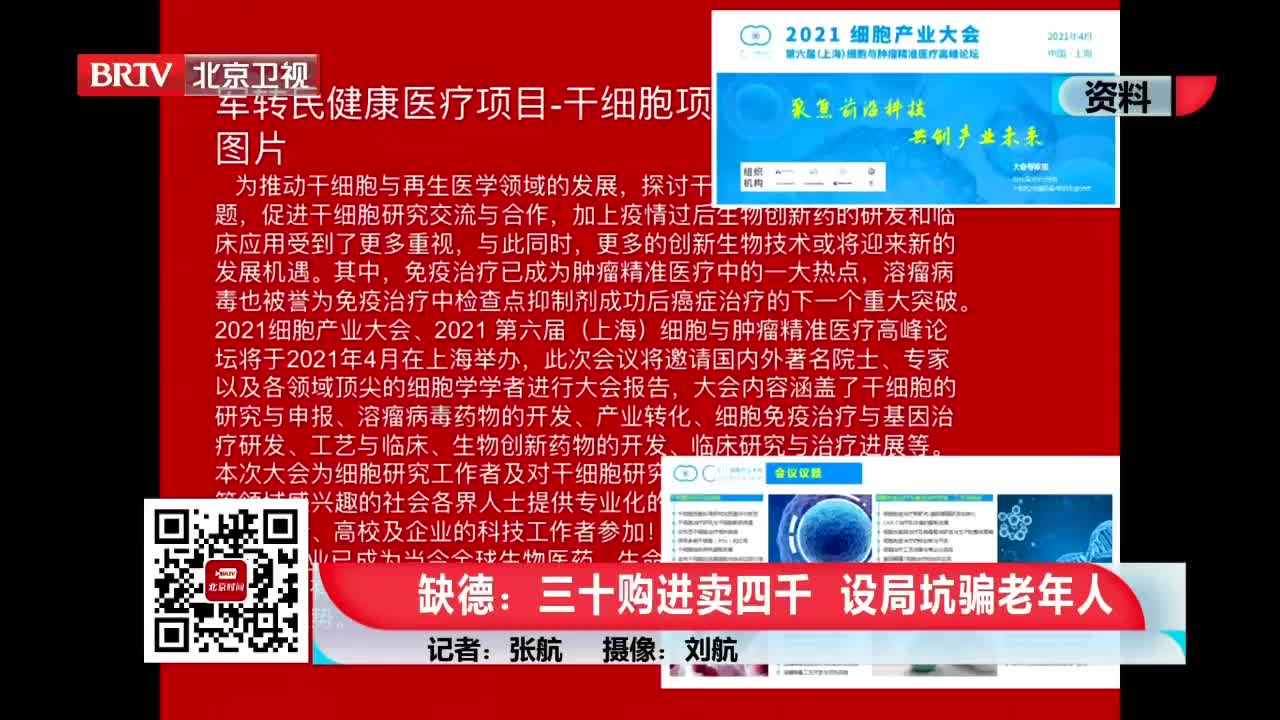 BRTV 北京卫视
资料
2021 细胞产业大会
第六届(上海)细胞与肿瘤精准医疗高峰论坛
2021年4月
中国·上海
聚焦前沿科技
共创产业未来
组织
机构
军转民健康医疗项目-干细胞项
图片
为推动干细胞与再生医学领域的发展，探讨干
题，促进干细胞研究交流与合作，加上疫情过后生物创新药的研发和临
床应用受到了更多重视，与此同时，更多的创新生物技术或将迎来新的
发展机遇。其中，免疫治疗已成为肿瘤精准医疗中的一大热点，溶瘤病
毒也被誉为免疫治疗中检查点抑制剂成功后癌症治疗的下一个重大突破。
2021细胞产业大会、2021 第六届（上海）细胞与肿瘤精准医疗高峰论
坛将于2021年4月在上海举办，此次会议将邀请国内外著名院士、专家
以及各领域顶尖的细胞学学者进行大会报告，大会内容涵盖了干细胞的
研究与申报、溶瘤病毒药物的开发、产业转化、细胞免疫治疗与基因治
疗研发、工艺与临床、生物创新药物的开发、临床研究与治疗进展等。
本次大会为细胞研究工作者及对干细胞研究
等领域感兴趣的社会各界人士提供专业化的
、高校及企业的科技工作者参加！
业已成为当今全球生物医药、生命
会议议题
BRTV
北京时间
缺德：三十购进卖四千 设局坑骗老年人
记者：张航 摄像：刘航